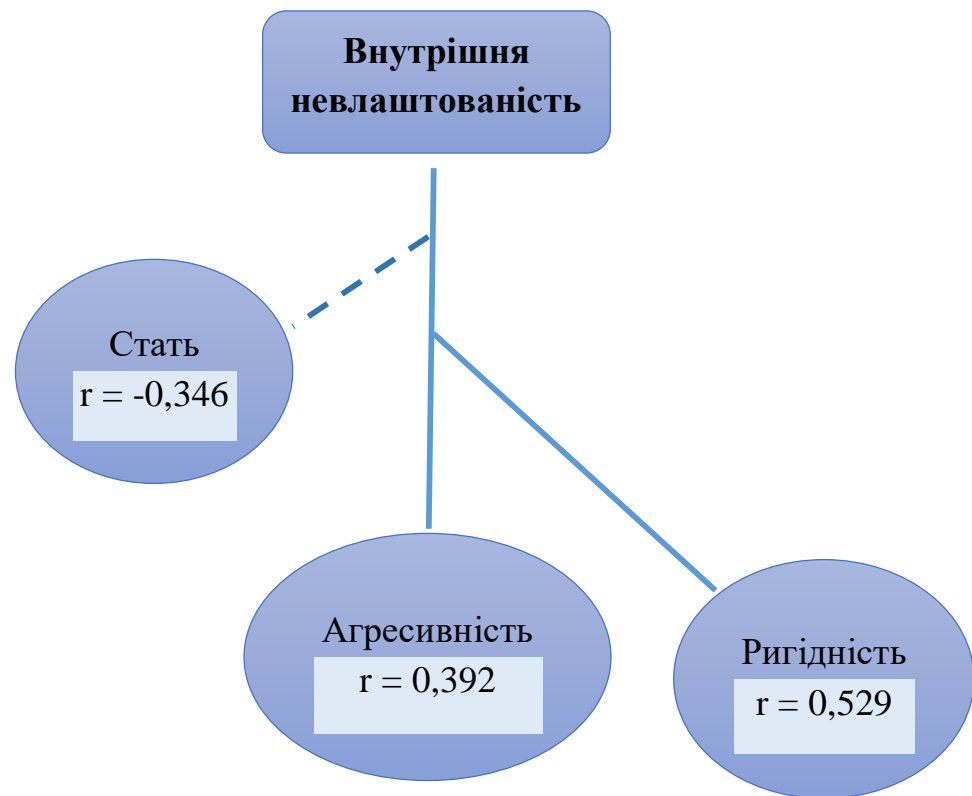 Внутрішня
невлаштованість
Стать
r = -0,346
Агресивність
r = 0,392
Ригідність
r = 0,529